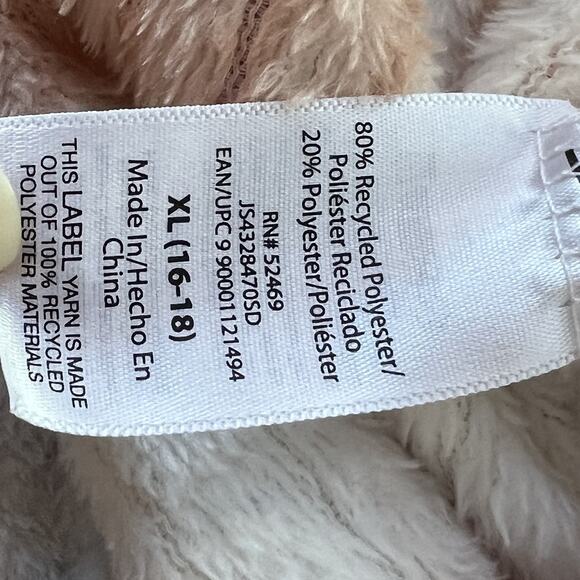 80% Recycled Polyester/
Poliéster Reciclado
20% Polyester/Poliéster
RN# 52469
JS4328470SD
EAN/UPC 9 90001121494
XL (16-18)
Made In/Hecho En
China
THIS LABEL YARN IS MADE
OUT OF 100% RECYCLED
POLYESTER MATERIALS